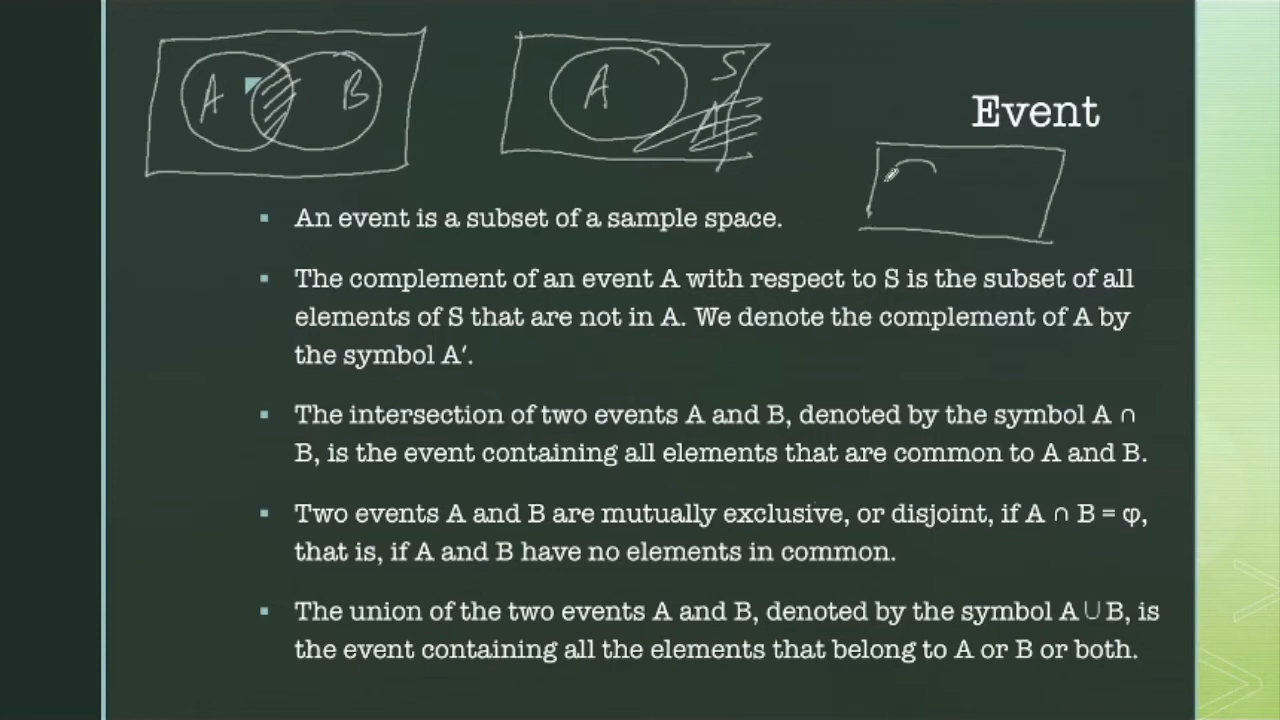 A B
A S
A'
Event
▪ An event is a subset of a sample space.
▪ The complement of an event A with respect to S is the subset of all
elements of S that are not in A. We denote the complement of A by
the symbol A′.
▪ The intersection of two events A and B, denoted by the symbol A ∩
B, is the event containing all elements that are common to A and B.
▪ Two events A and B are mutually exclusive, or disjoint, if A ∩ B = φ,
that is, if A and B have no elements in common.
▪ The union of the two events A and B, denoted by the symbol A∪B, is
the event containing all the elements that belong to A or B or both.